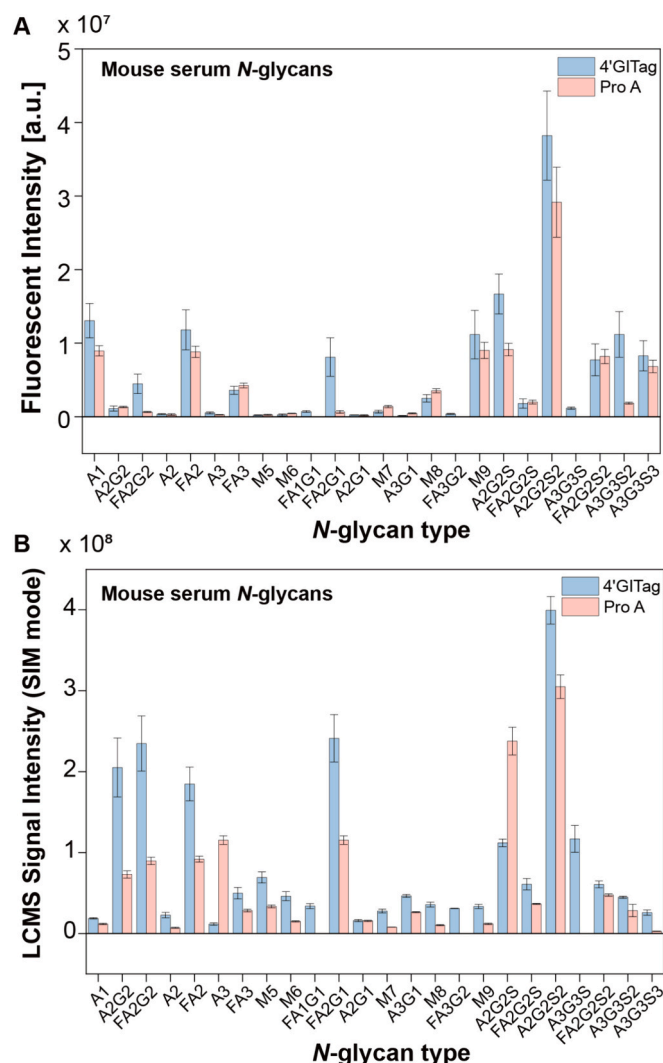 A
x 10⁷
5
4
3
2
1
0
Fluorescent Intensity [a.u.]
Mouse serum N-glycans
4'GITag
Pro A
A1
A2G2
FA2G2
A2
FA2
A3
FA3
M5
M6
FA1G1
FA2G1
A2G1
M7
A3G1
M8
FA3G2
M9
A2G2S
FA2G2S
A2G2S2
A3G3S
FA2G2S2
A3G3S2
A3G3S3
N-glycan type
B
x 10⁸
4
3
2
1
0
LCMS Signal Intensity (SIM mode)
Mouse serum N-glycans
4'GITag
Pro A
A1
A2G2
FA2G2
A2
FA2
A3
FA3
M5
M6
FA1G1
FA2G1
A2G1
M7
A3G1
M8
FA3G2
M9
A2G2S
FA2G2S
A2G2S2
A3G3S
FA2G2S2
A3G3S2
A3G3S3
N-glycan type